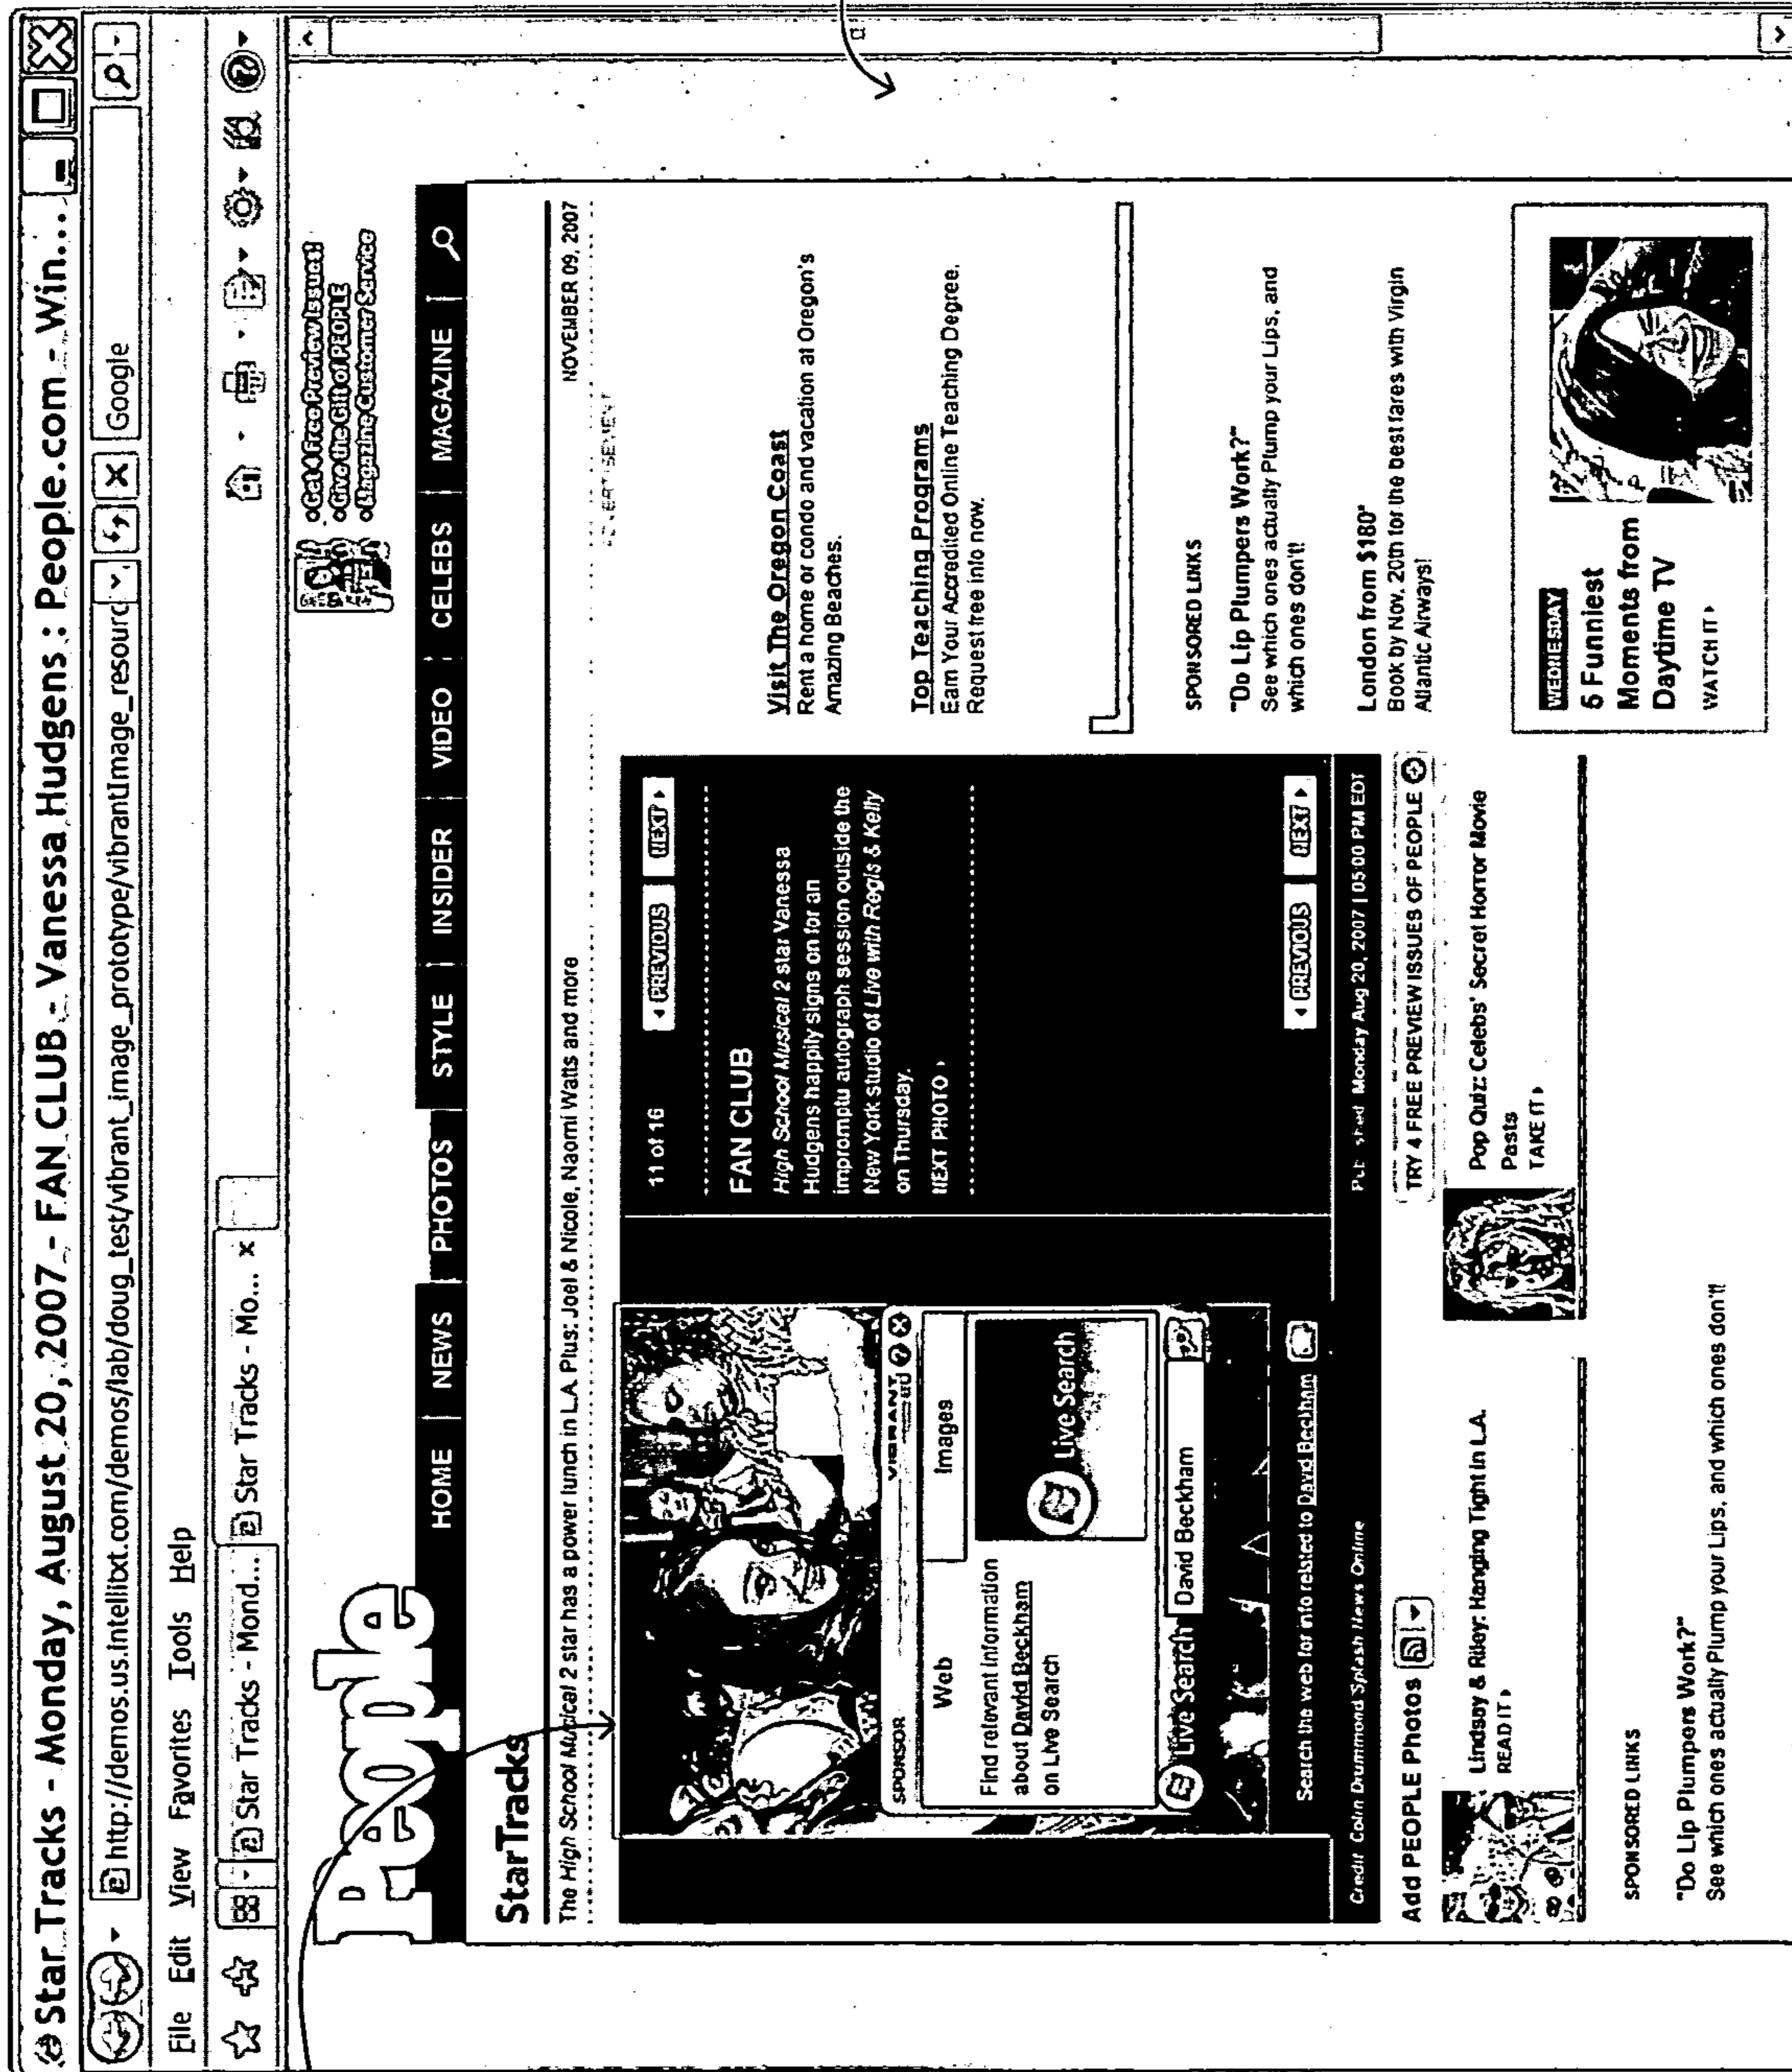 Star Tracks - Monday, August 20, 2007 - FAN CLUB - Vanessa Hudgens : People.com - Win...
http://demos.us.intellitxt.com/demos/lab/doug_test/vibrant_image_prototype/vibrantImage_resourc
Google
File Edit View Favorites Tools Help
Star Tracks - Mond...
Star Tracks - Mo... x
People
Get 4 Free Preview Issues!
Give the Gift of PEOPLE
Magazine Customer Service
HOME NEWS PHOTOS STYLE INSIDER VIDEO CELEBS MAGAZINE
StarTracks
The High School Musical 2 star has a power lunch in L.A. Plus: Joel & Nicole, Naomi Watts and more
NOVEMBER 09, 2007
ADVERTISEMENT
SPONSOR
VIBRANT
Web
Images
Find relevant information
about David Beckham
on Live Search
Live Search
Live Search
David Beckham
Search the web for info related to David Beckham
11 of 16
PREVIOUS
NEXT
FAN CLUB
High School Musical 2 star Vanessa
Hudgens happily signs on for an
impromptu autograph session outside the
New York studio of Live with Regis & Kelly
on Thursday.
NEXT PHOTO
PREVIOUS
NEXT
Credit Colin Drummond Splash News Online
Published Monday Aug 20, 2007 | 05:00 PM EDT
Add PEOPLE Photos
TRY 4 FREE PREVIEW ISSUES OF PEOPLE
Lindsay & Riley: Hanging Tight in L.A.
READ IT
Pop Quiz: Celebs' Secret Horror Movie
Pasts
TAKE IT
SPONSORED LINKS
"Do Lip Plumpers Work?"
See which ones actually Plump your Lips, and which ones don't!
Visit The Oregon Coast
Rent a home or condo and vacation at Oregon's
Amazing Beaches.
Top Teaching Programs
Earn Your Accredited Online Teaching Degree.
Request free info now.
SPONSORED LINKS
"Do Lip Plumpers Work?"
See which ones actually Plump your Lips, and
which ones don't!
London from $180*
Book by Nov. 20th for the best fares with Virgin
Atlantic Airways!
WEDNESDAY
5 Funniest
Moments from
Daytime TV
WATCH IT